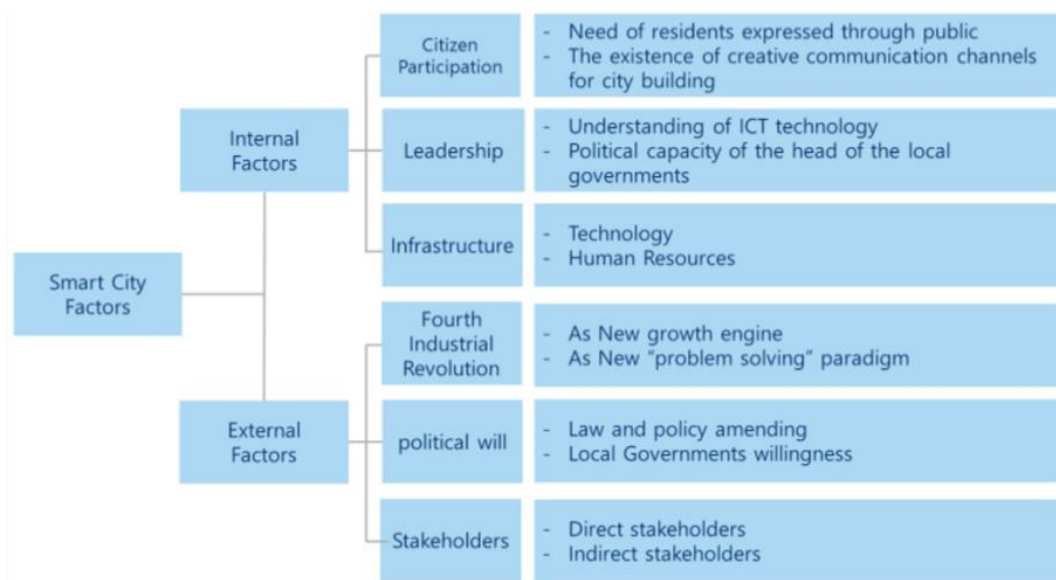 Smart City
Factors
Internal
Factors
Citizen
Participation
- Need of residents expressed through public
- The existence of creative communication channels
for city building
Leadership
- Understanding of ICT technology
- Political capacity of the head of the local
governments
Infrastructure
- Technology
- Human Resources
External
Factors
Fourth
Industrial
Revolution
- As New growth engine
- As New "problem solving" paradigm
political will
- Law and policy amending
- Local Governments willingness
Stakeholders
- Direct stakeholders
- Indirect stakeholders